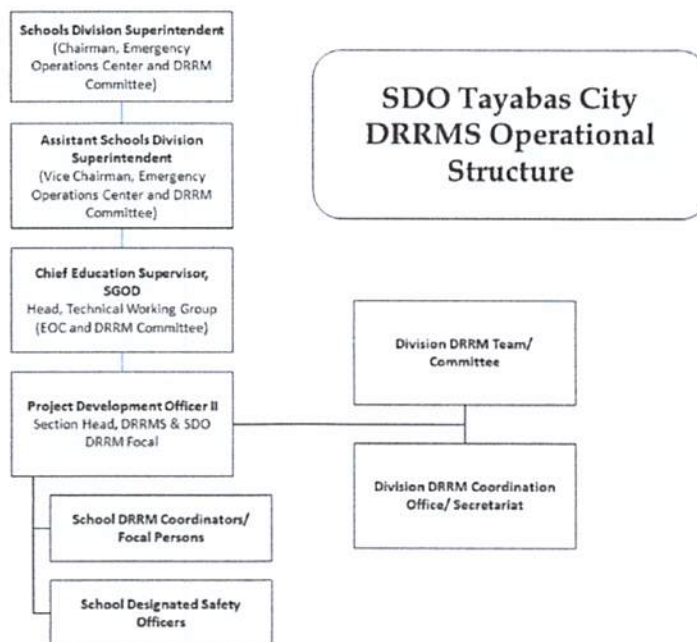 Schools Division Superintendent
(Chairman, Emergency
Operations Center and DRRM
Committee)
SDO Tayabas City
DRRMS Operational
Structure
Assistant Schools Division
Superintendent
(Vice Chairman, Emergency
Operations Center and DRRM
Committee)
Chief Education Supervisor,
SGOD
Head, Technical Working Group
(EOC and DRRM Committee)
Division DRRM Team/
Committee
Project Development Officer II
Section Head, DRRMS & SDO
DRRM Focal
Division DRRM Coordination
Office/ Secretariat
School DRRM Coordinators/
Focal Persons
School Designated Safety
Officers